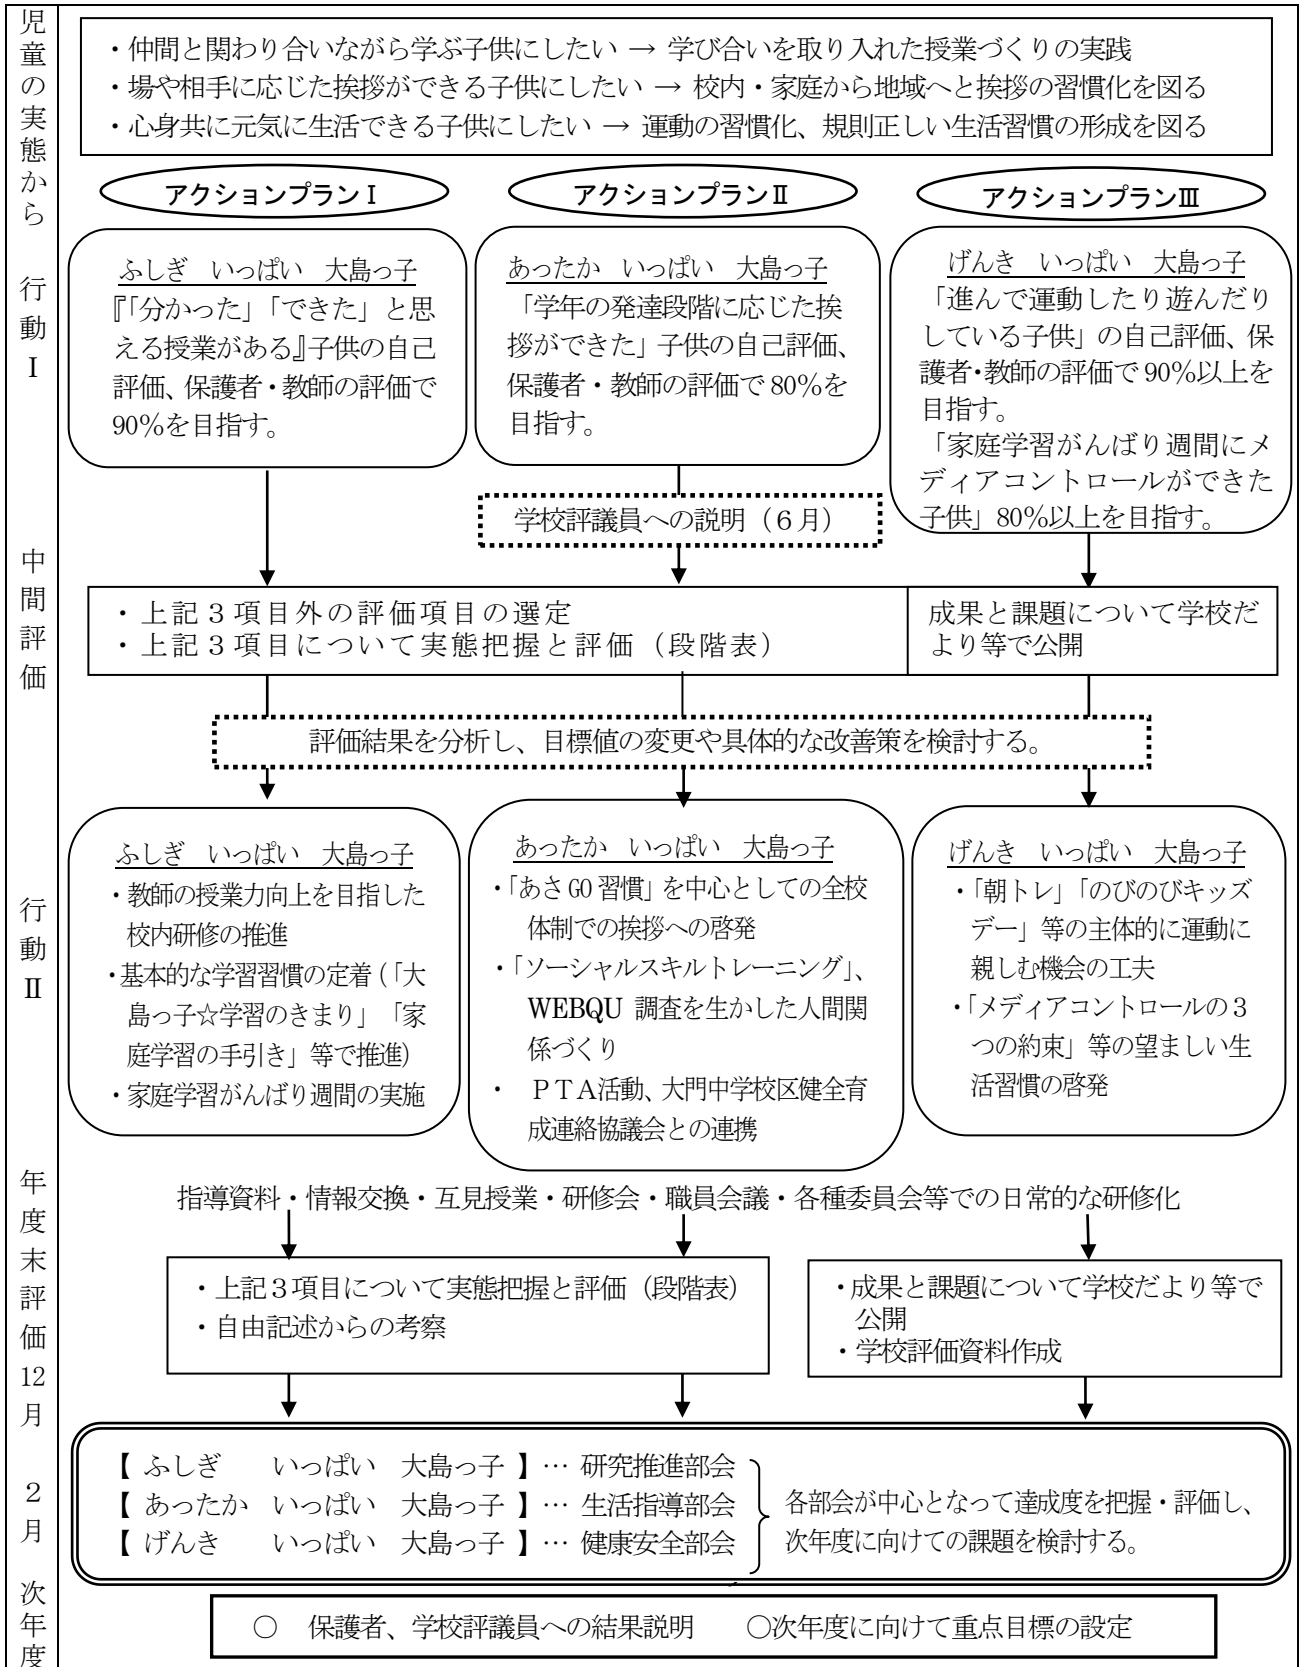 児童の実態から
・仲間と関わり合いながら学ぶ子供にしたい → 学び合いを取り入れた授業づくりの実践
・場や相手に応じた挨拶ができる子供にしたい → 校内・家庭から地域へと挨拶の習慣化を図る
・心身共に元気に生活できる子供にしたい → 運動の習慣化、規則正しい生活習慣の形成を図る
行動Ⅰ
アクションプランⅠ
ふしぎ いっぱい 大島っ子
『「分かった」「できた」と思
える授業がある』子供の自己
評価、保護者・教師の評価で
90%を目指す。
アクションプランⅡ
あったか いっぱい 大島っ子
「学年の発達段階に応じた挨
拶ができた」子供の自己評価、
保護者・教師の評価で80%を
目指す。
学校評議員への説明（６月）
アクションプランⅢ
げんき いっぱい 大島っ子
「進んで運動したり遊んだり
している子供」の自己評価、保
護者・教師の評価で90%以上を
目指す。
「家庭学習がんばり週間にメ
ディアコントロールができた
子供」80%以上を目指す。
中間評価
・上記３項目外の評価項目の選定
・上記３項目について実態把握と評価（段階表）
成果と課題について学校だ
より等で公開
評価結果を分析し、目標値の変更や具体的な改善策を検討する。
行動Ⅱ
ふしぎ いっぱい 大島っ子
・教師の授業力向上を目指した
校内研修の推進
・基本的な学習習慣の定着(「大
島っ子☆学習のきまり」「家
庭学習の手引き」等で推進)
・家庭学習がんばり週間の実施
あったか いっぱい 大島っ子
・「あさGO習慣」を中心としての全校
体制での挨拶への啓発
・「ソーシャルスキルトレーニング」、
WEBQU 調査を生かした人間関
係づくり
・ ＰＴＡ活動、大門中学校区健全育
成連絡協議会との連携
げんき いっぱい 大島っ子
・「朝トレ」「のびのびキッズ
デー」等の主体的に運動に
親しむ機会の工夫
・「メディアコントロールの３
つの約束」等の望ましい生
活習慣の啓発
年度末評価12月
指導資料・情報交換・互見授業・研修会・職員会議・各種委員会等での日常的な研修化
・上記３項目について実態把握と評価（段階表）
・自由記述からの考察
・成果と課題について学校だより等で
公開
・学校評価資料作成
２月
【 ふしぎ いっぱい 大島っ子 】… 研究推進部会
【 あったか いっぱい 大島っ子 】… 生活指導部会
【 げんき いっぱい 大島っ子 】… 健康安全部会
各部会が中心となって達成度を把握・評価し、
次年度に向けての課題を検討する。
次年度
○ 保護者、学校評議員への結果説明 ○次年度に向けて重点目標の設定